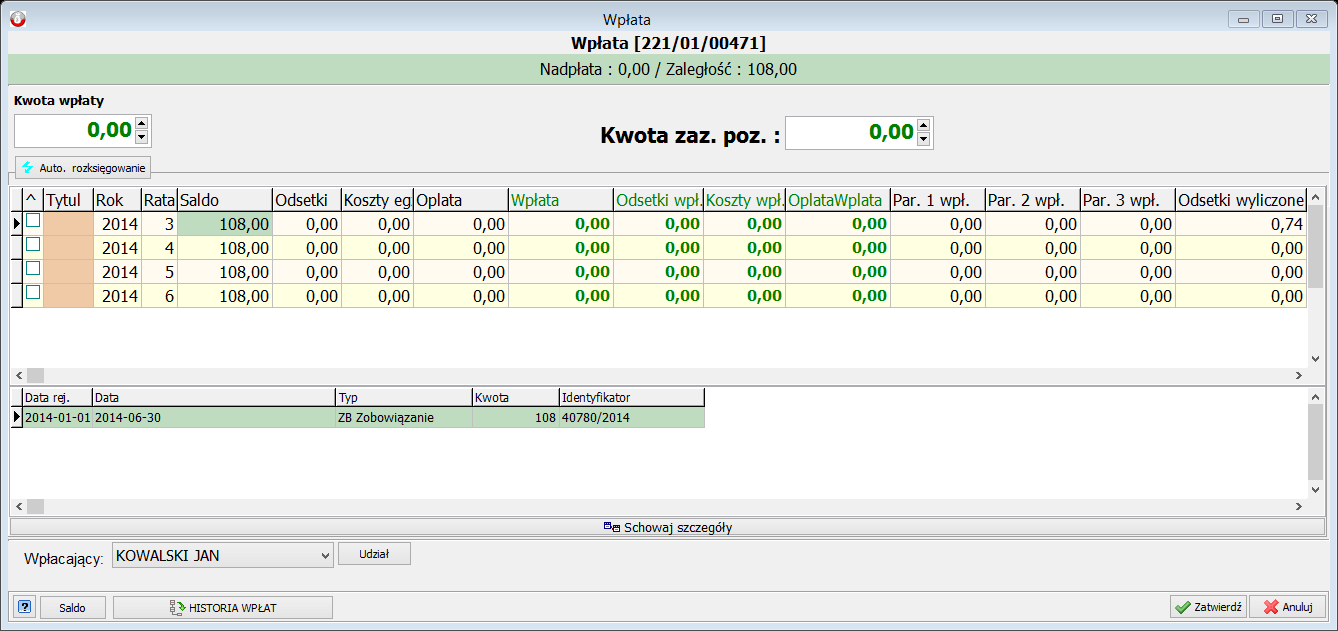 Wpłata
Wpłata [221/01/00471]
Nadpłata : 0,00 / Zaległość : 108,00
Kwota wpłaty
0,00
Kwota zaz. poz. : 0,00
Auto. rozksięgowanie
^ Tytul Rok Rata Saldo Odsetki Koszty eg Oplata Wpłata Odsetki wpł. Koszty wpł. OplataWplata Par. 1 wpł. Par. 2 wpł. Par. 3 wpł. Odsetki wyliczone
2014 3 108,00 0,00 0,00 0,00 0,00 0,00 0,00 0,00 0,00 0,00 0,00 0,74
2014 4 108,00 0,00 0,00 0,00 0,00 0,00 0,00 0,00 0,00 0,00 0,00 0,00
2014 5 108,00 0,00 0,00 0,00 0,00 0,00 0,00 0,00 0,00 0,00 0,00 0,00
2014 6 108,00 0,00 0,00 0,00 0,00 0,00 0,00 0,00 0,00 0,00 0,00 0,00
Data rej. Data Typ Kwota Identyfikator
2014-01-01 2014-06-30 ZB Zobowiązanie 108 40780/2014
Schowaj szczegóły
Wpłacający: KOWALSKI JAN Udział
? Saldo HISTORIA WPŁAT Zatwierdź Anuluj